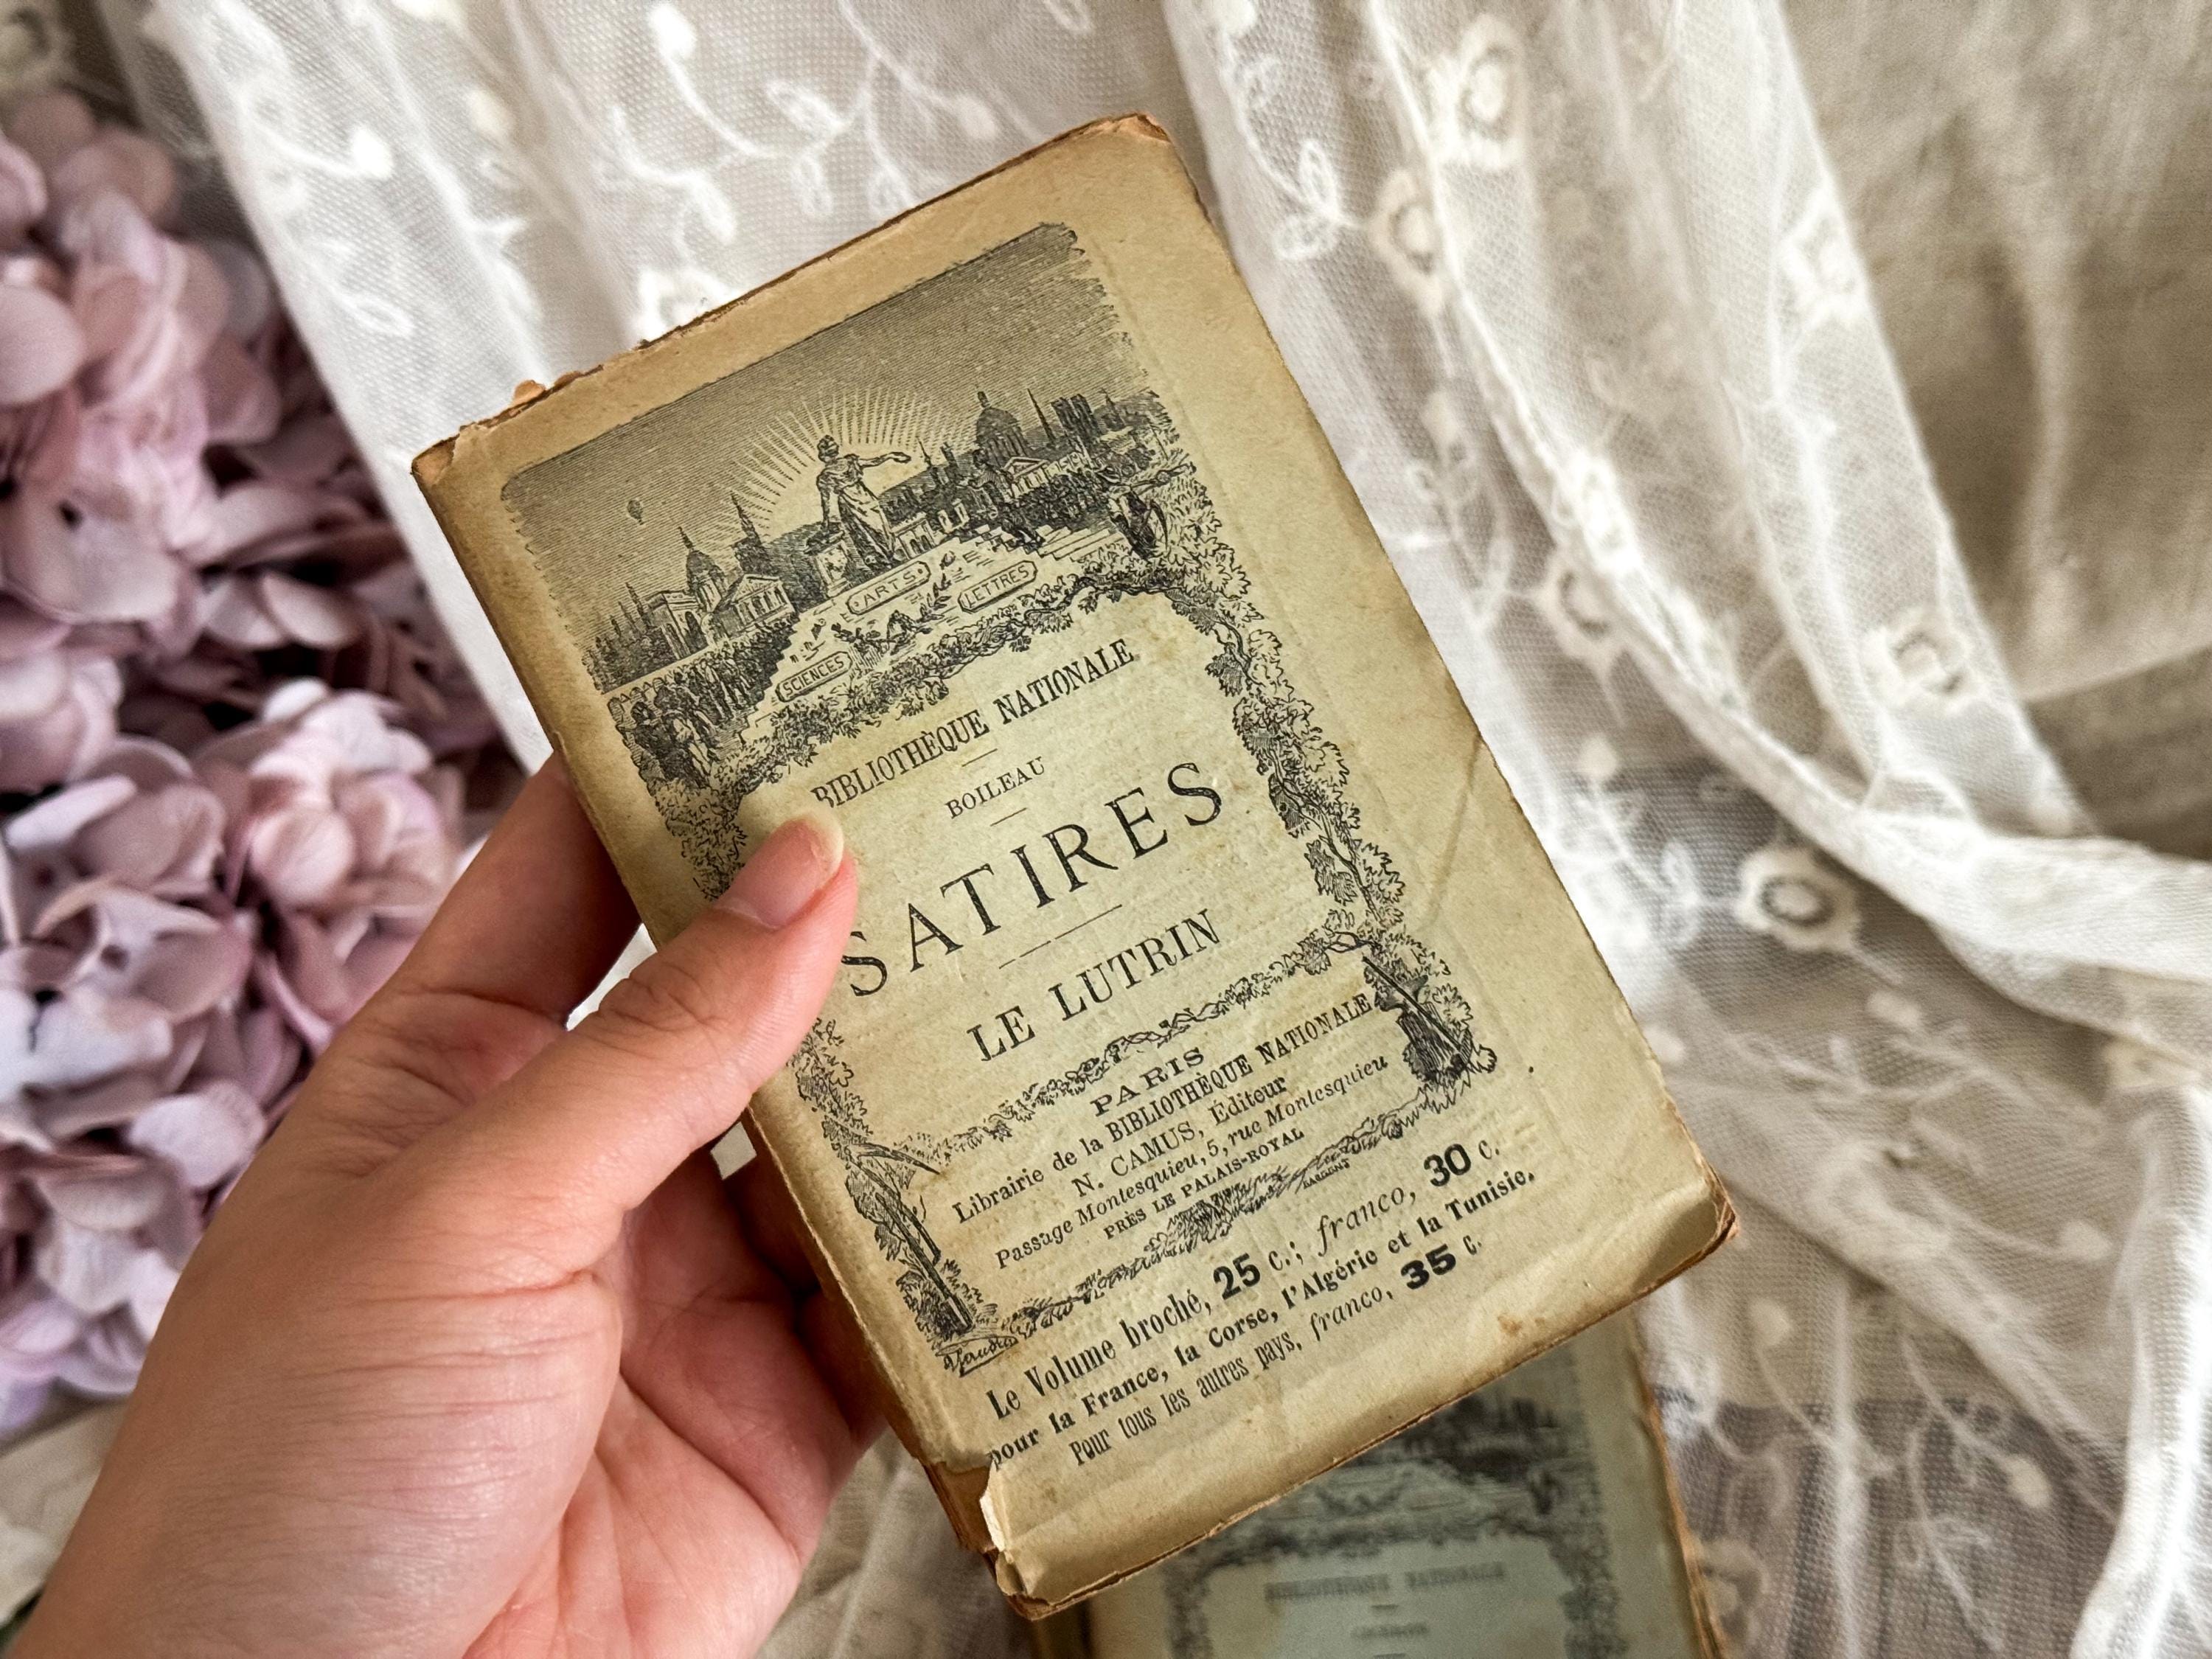 SCIENCES
ARTS
LETTRES
BIBLIOTHÈQUE NATIONALE
BOILEAU
SATIRES
LE LUTRIN
PARIS
Librairie de la BIBLIOTHÈQUE NATIONALE
N. CAMUS, Éditeur
Passage Montesquieu, 5, rue Montesquieu
PRÈS LE PALAIS-ROYAL
Le Volume broché, 25 c.; franco, 30 c.
pour la France, la Corse, l'Algérie et la Tunisie.
Pour tous les autres pays, franco, 35 c.
BIBLIOTHÈQUE NATIONALE